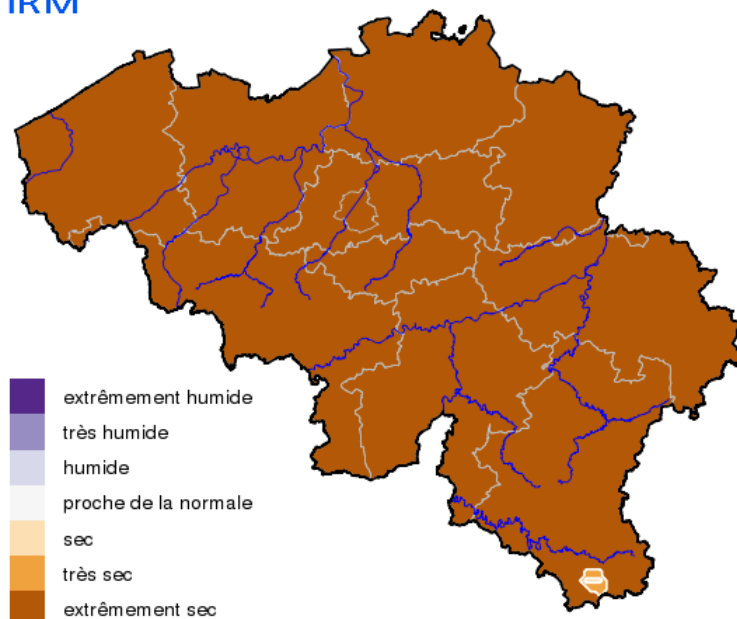 IRM
extrêmement humide
très humide
humide
proche de la normale
sec
très sec
extrêmement sec